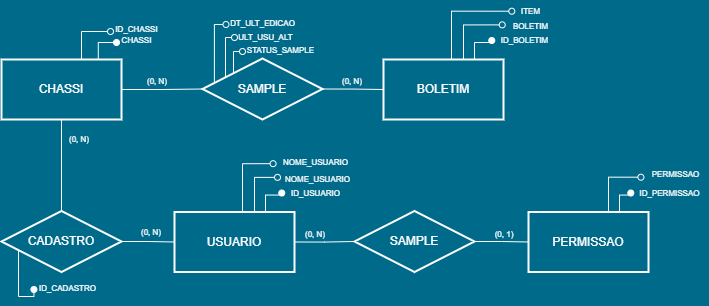 ITEM
DT_ULT_EDICAO
BOLETIM
ID_CHASSI
ULT_USU_ALT
CHASSI
ID_BOLETIM
STATUS_SAMPLE
CHASSI
(0, N)
SAMPLE
(0, N)
BOLETIM
(0, N)
NOME_USUARIO
PERMISSAO
NOME_USUARIO
ID_USUARIO
ID_PERMISSAO
CADASTRO
(0, N)
USUARIO
(0, N)
SAMPLE
(0, 1)
PERMISSAO
ID_CADASTRO